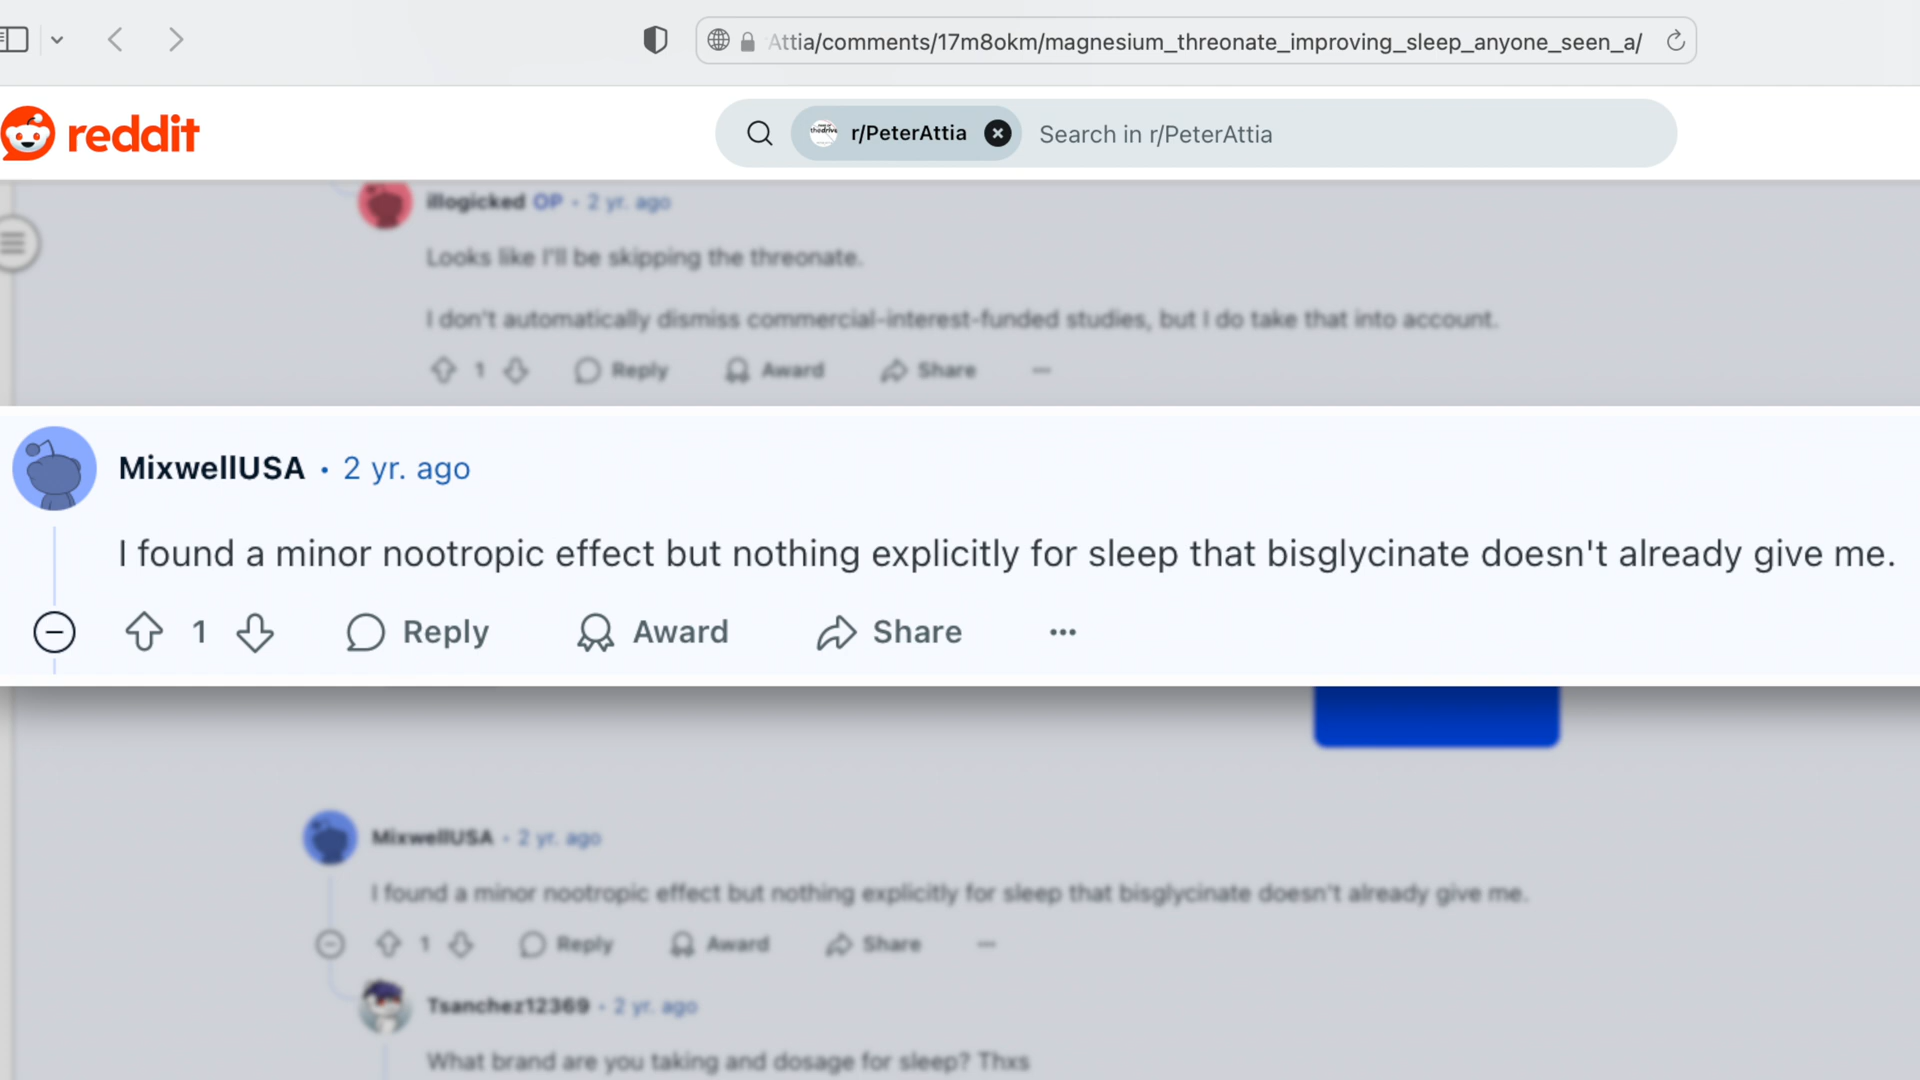 Attia/comments/17m8okm/magnesium_threonate_improving_sleep_anyone_seen_a/
reddit
r/PeterAttia
Search in r/PeterAttia
illogicked OP • 2 yr. ago
Looks like I'll be skipping the threonate.
I don't automatically dismiss commercial-interest-funded studies, but I do take that into account.
1 Reply Award Share
MixwellUSA • 2 yr. ago
I found a minor nootropic effect but nothing explicitly for sleep that bisglycinate doesn't already give me.
1 Reply Award Share
MixwellUSA • 2 yr. ago
I found a minor nootropic effect but nothing explicitly for sleep that bisglycinate doesn't already give me.
1 Reply Award Share
Tsanchez12369 • 2 yr. ago
What brand are you taking and dosage for sleep? Thxs